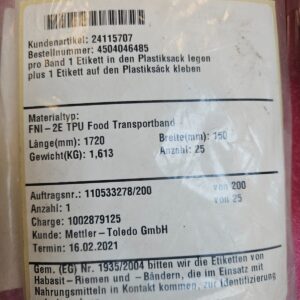 Kundenartikel: 24115707
Bestellnummer: 4504046485
pro Band 1 Etikett in den Plastiksack legen
plus 1 Etikett auf den Plastiksäck kleben
Materialtyp:
FNI-2E TPU Food Transportband
Länge(mm): 1720 Breite(mm): 160
Gewicht(KG): 1,613 Anzahl: 25
Auftragsnr.: 110533278/200 von 200
Anzahl: 1 von 25
Charge: 1002879125
Kunde: Mettler-Toledo GmbH
Termin: 16.02.2021
Gem. (EG) Nr. 1935/2004 bitten wir die Etiketten von
Habasit-Riemen und -Bändern, die im Einsatz mit
Nahrungsmitteln in Kontakt kommen, zur Identifizierung